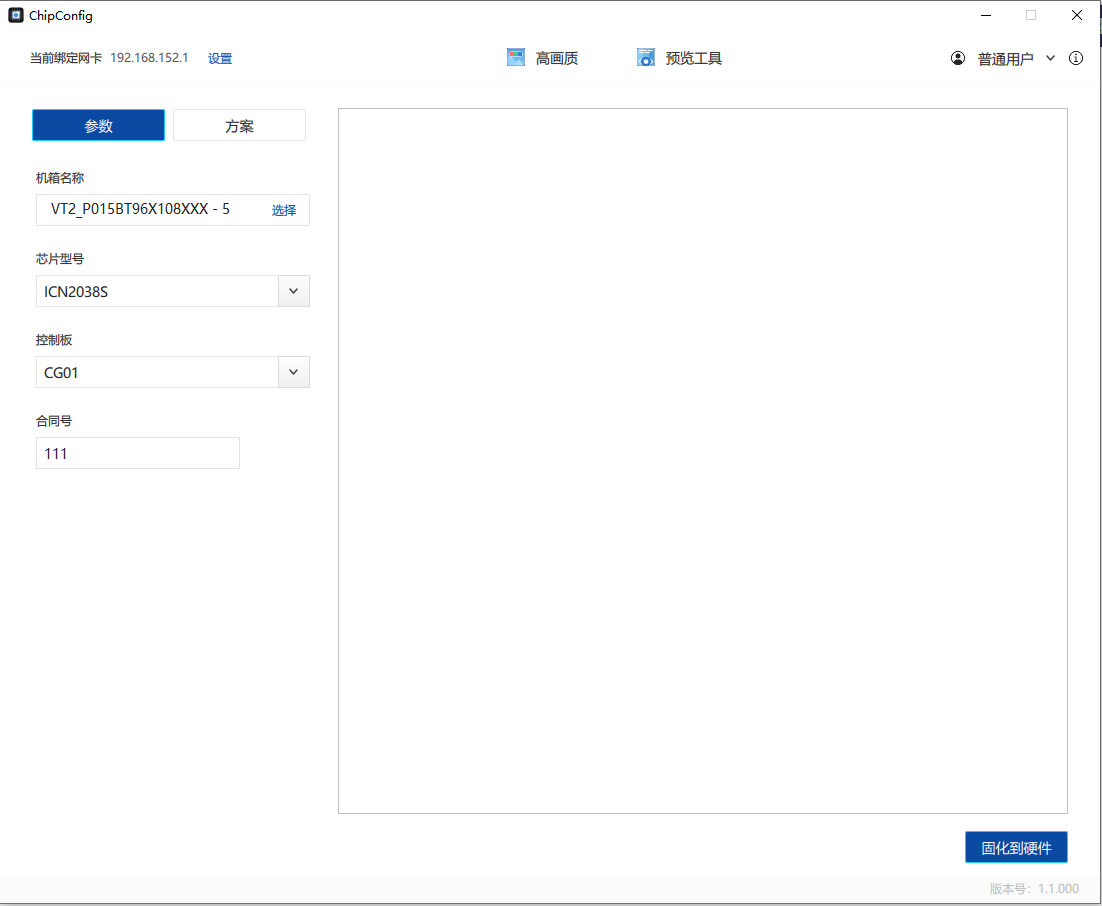 ChipConfig
当前绑定网卡 192.168.152.1 设置
高画质
预览工具
普通用户
参数
方案
机箱名称
VT2_P015BT96X108XXX - 5 选择
芯片型号
ICN2038S
控制板
CG01
合同号
111
固化到硬件
版本号：1.1.000